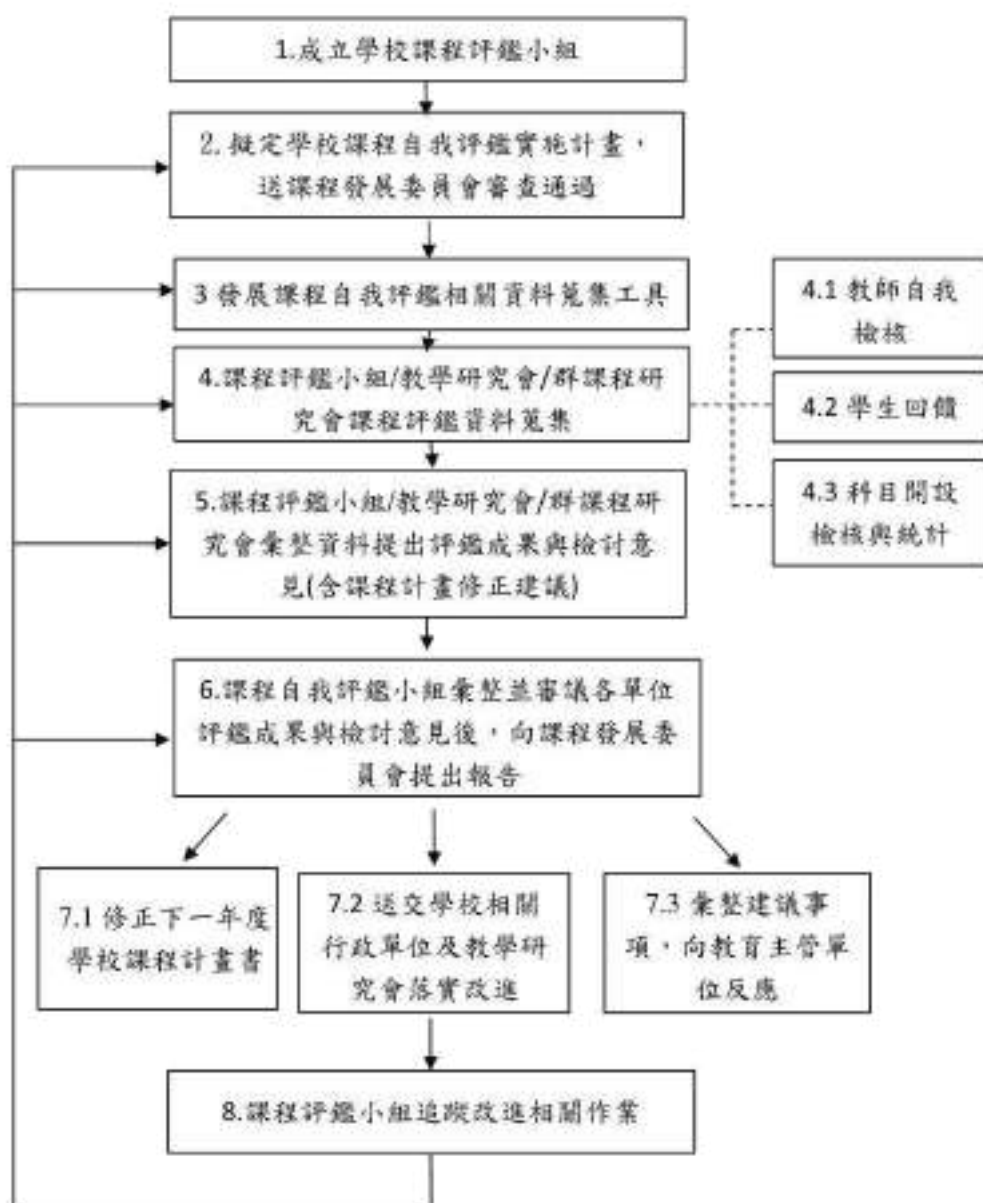 1.成立學校課程評鑑小組
2. 擬定學校課程自我評鑑實施計畫，
送課程發展委員會審查通過
3 發展課程自我評鑑相關資料蒐集工具
4.課程評鑑小組/教學研究會/群課程研
究會課程評鑑資料蒐集
4.1 教師自我
檢核
4.2 學生回饋
4.3 科目開設
檢核與統計
5.課程評鑑小組/教學研究會/群課程研
究會彙整資料提出評鑑成果與檢討意
見(含課程計畫修正建議)
6.課程自我評鑑小組彙整並審議各單位
評鑑成果與檢討意見後，向課程發展委
員會提出報告
7.1 修正下一年度
學校課程計畫書
7.2 送交學校相關
行政單位及教學研
究會落實改進
7.3 彙整建議事
項，向教育主管單
位反應
8.課程評鑑小組追蹤改進相關作業